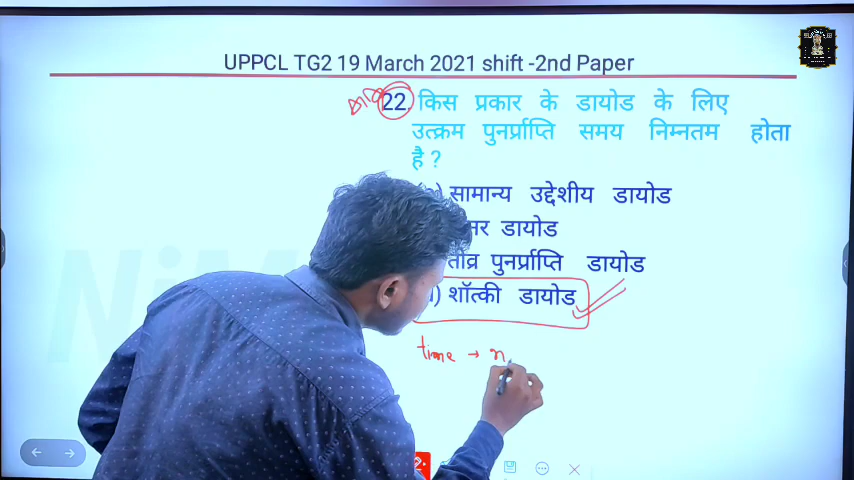 UPPCL TG2 19 March 2021 shift -2nd Paper
22. किस प्रकार के डायोड के लिए
उत्क्रम पुनर्प्राप्ति समय निम्नतम होता
है ?
सामान्य उद्देशीय डायोड
डायोड
तीव्र पुनर्प्राप्ति डायोड
शॉत्की डायोड
time → n